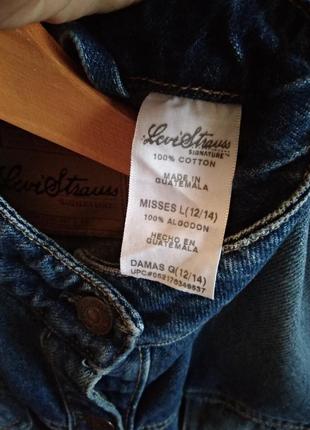 Levi Strauss
SIGNATURE™
100% COTTON
MADE IN
GUATEMALA
MISSES L(12/14)
100% ALGODON
HECHO EN
GUATEMALA
DAMAS G(12/14)
Levi Strauss
SIGNATURE